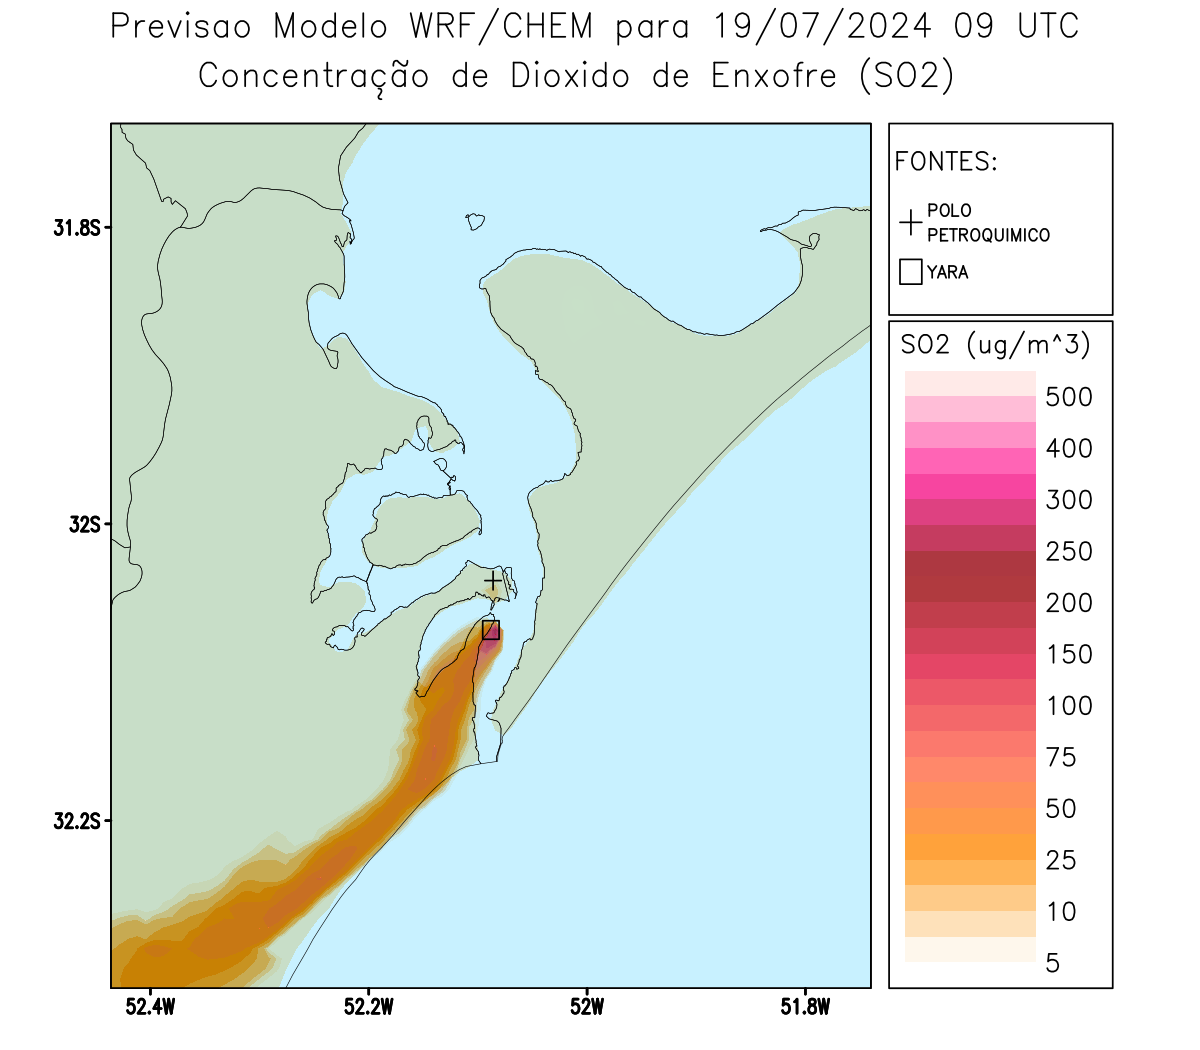 Previsao Modelo WRF/CHEM para 19/07/2024 09 UTC
Concentração de Dioxido de Enxofre (SO2)
FONTES:
POLO
PETROQUIMICO
YARA
SO2 (ug/m^3)
500
400
300
250
200
150
100
75
50
25
10
5
31.8S
32S
32.2S
52.4W
52.2W
52W
51.8W